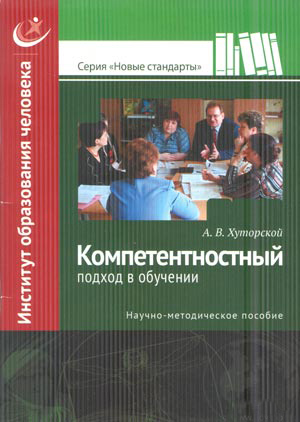 Серия «Новые стандарты»
Институт образования человека
А. В. Хуторской
Компетентностный
подход в обучении
Научно-методическое пособие